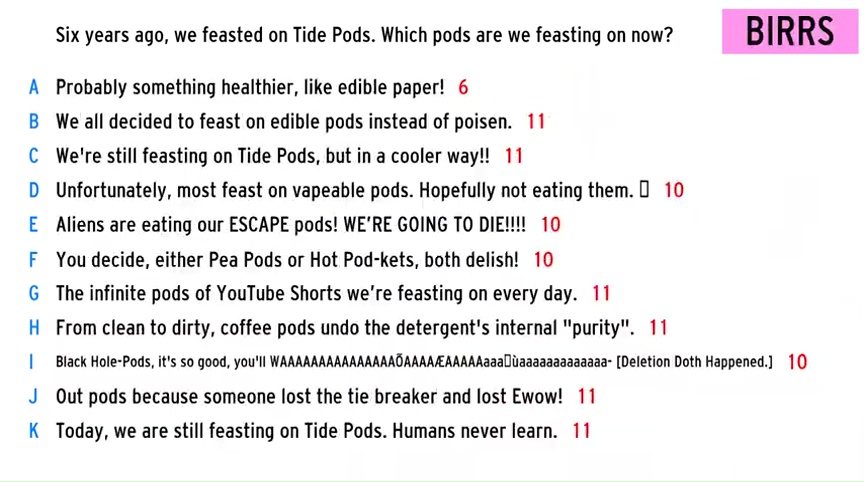 Six years ago, we feasted on Tide Pods. Which pods are we feasting on now?
BIRRS
A Probably something healthier, like edible paper! 6
B We all decided to feast on edible pods instead of poisen. 11
C We're still feasting on Tide Pods, but in a cooler way!! 11
D Unfortunately, most feast on vapeable pods. Hopefully not eating them. ▯ 10
E Aliens are eating our ESCAPE pods! WE'RE GOING TO DIE!!!! 10
F You decide, either Pea Pods or Hot Pod-kets, both delish! 10
G The infinite pods of YouTube Shorts we're feasting on every day. 11
H From clean to dirty, coffee pods undo the detergent's internal "purity". 11
I Black Hole-Pods, it's so good, you'll WAAAAAAAAAAAAAAAÕAAAAÆAAAAAaaa▯ùaaaaaaaaaaaaa- [Deletion Doth Happened.] 10
J Out pods because someone lost the tie breaker and lost Ewow! 11
K Today, we are still feasting on Tide Pods. Humans never learn. 11